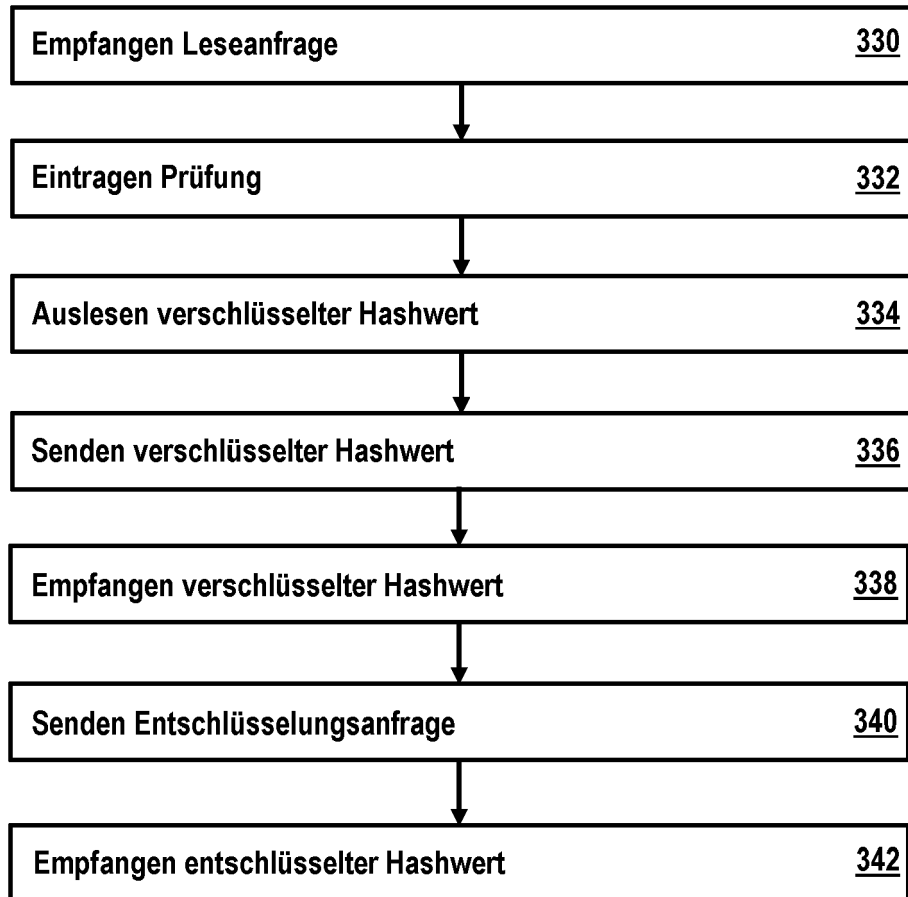 Empfangen Leseanfrage 330
Eintragen Prüfung 332
Auslesen verschlüsselter Hashwert 334
Senden verschlüsselter Hashwert 336
Empfangen verschlüsselter Hashwert 338
Senden Entschlüsselungsanfrage 340
Empfangen entschlüsselter Hashwert 342